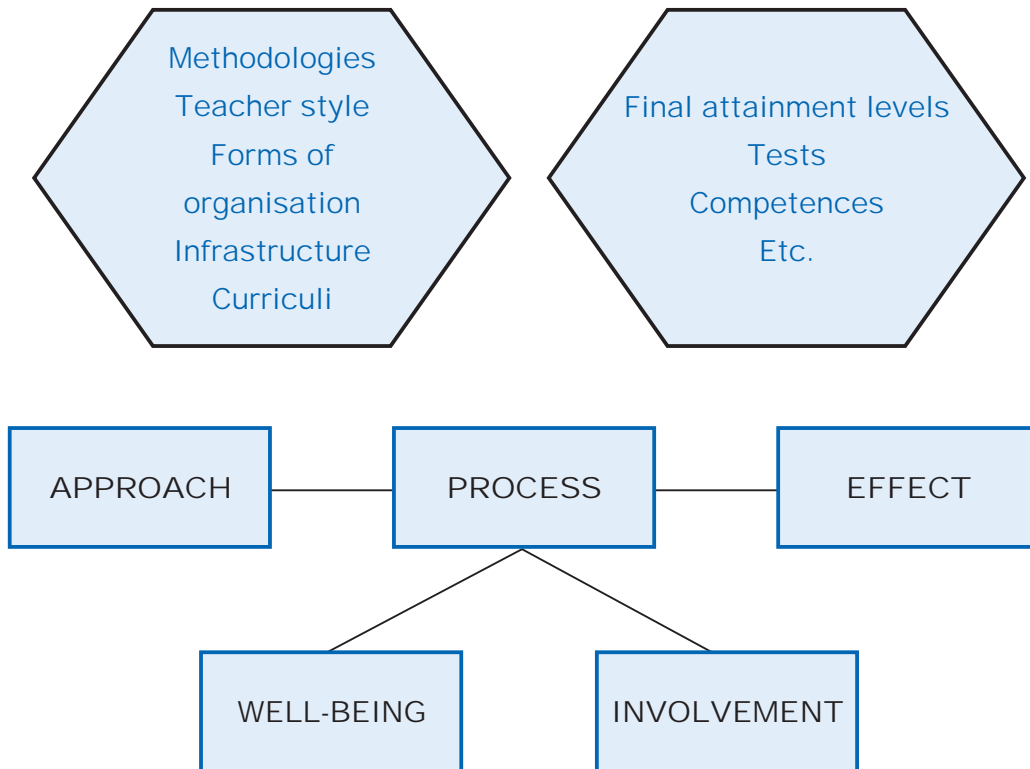 Methodologies
Teacher style
Forms of
organisation
Infrastructure
Curriculi
Final attainment levels
Tests
Competences
Etc.
APPROACH
PROCESS
EFFECT
WELL-BEING
INVOLVEMENT